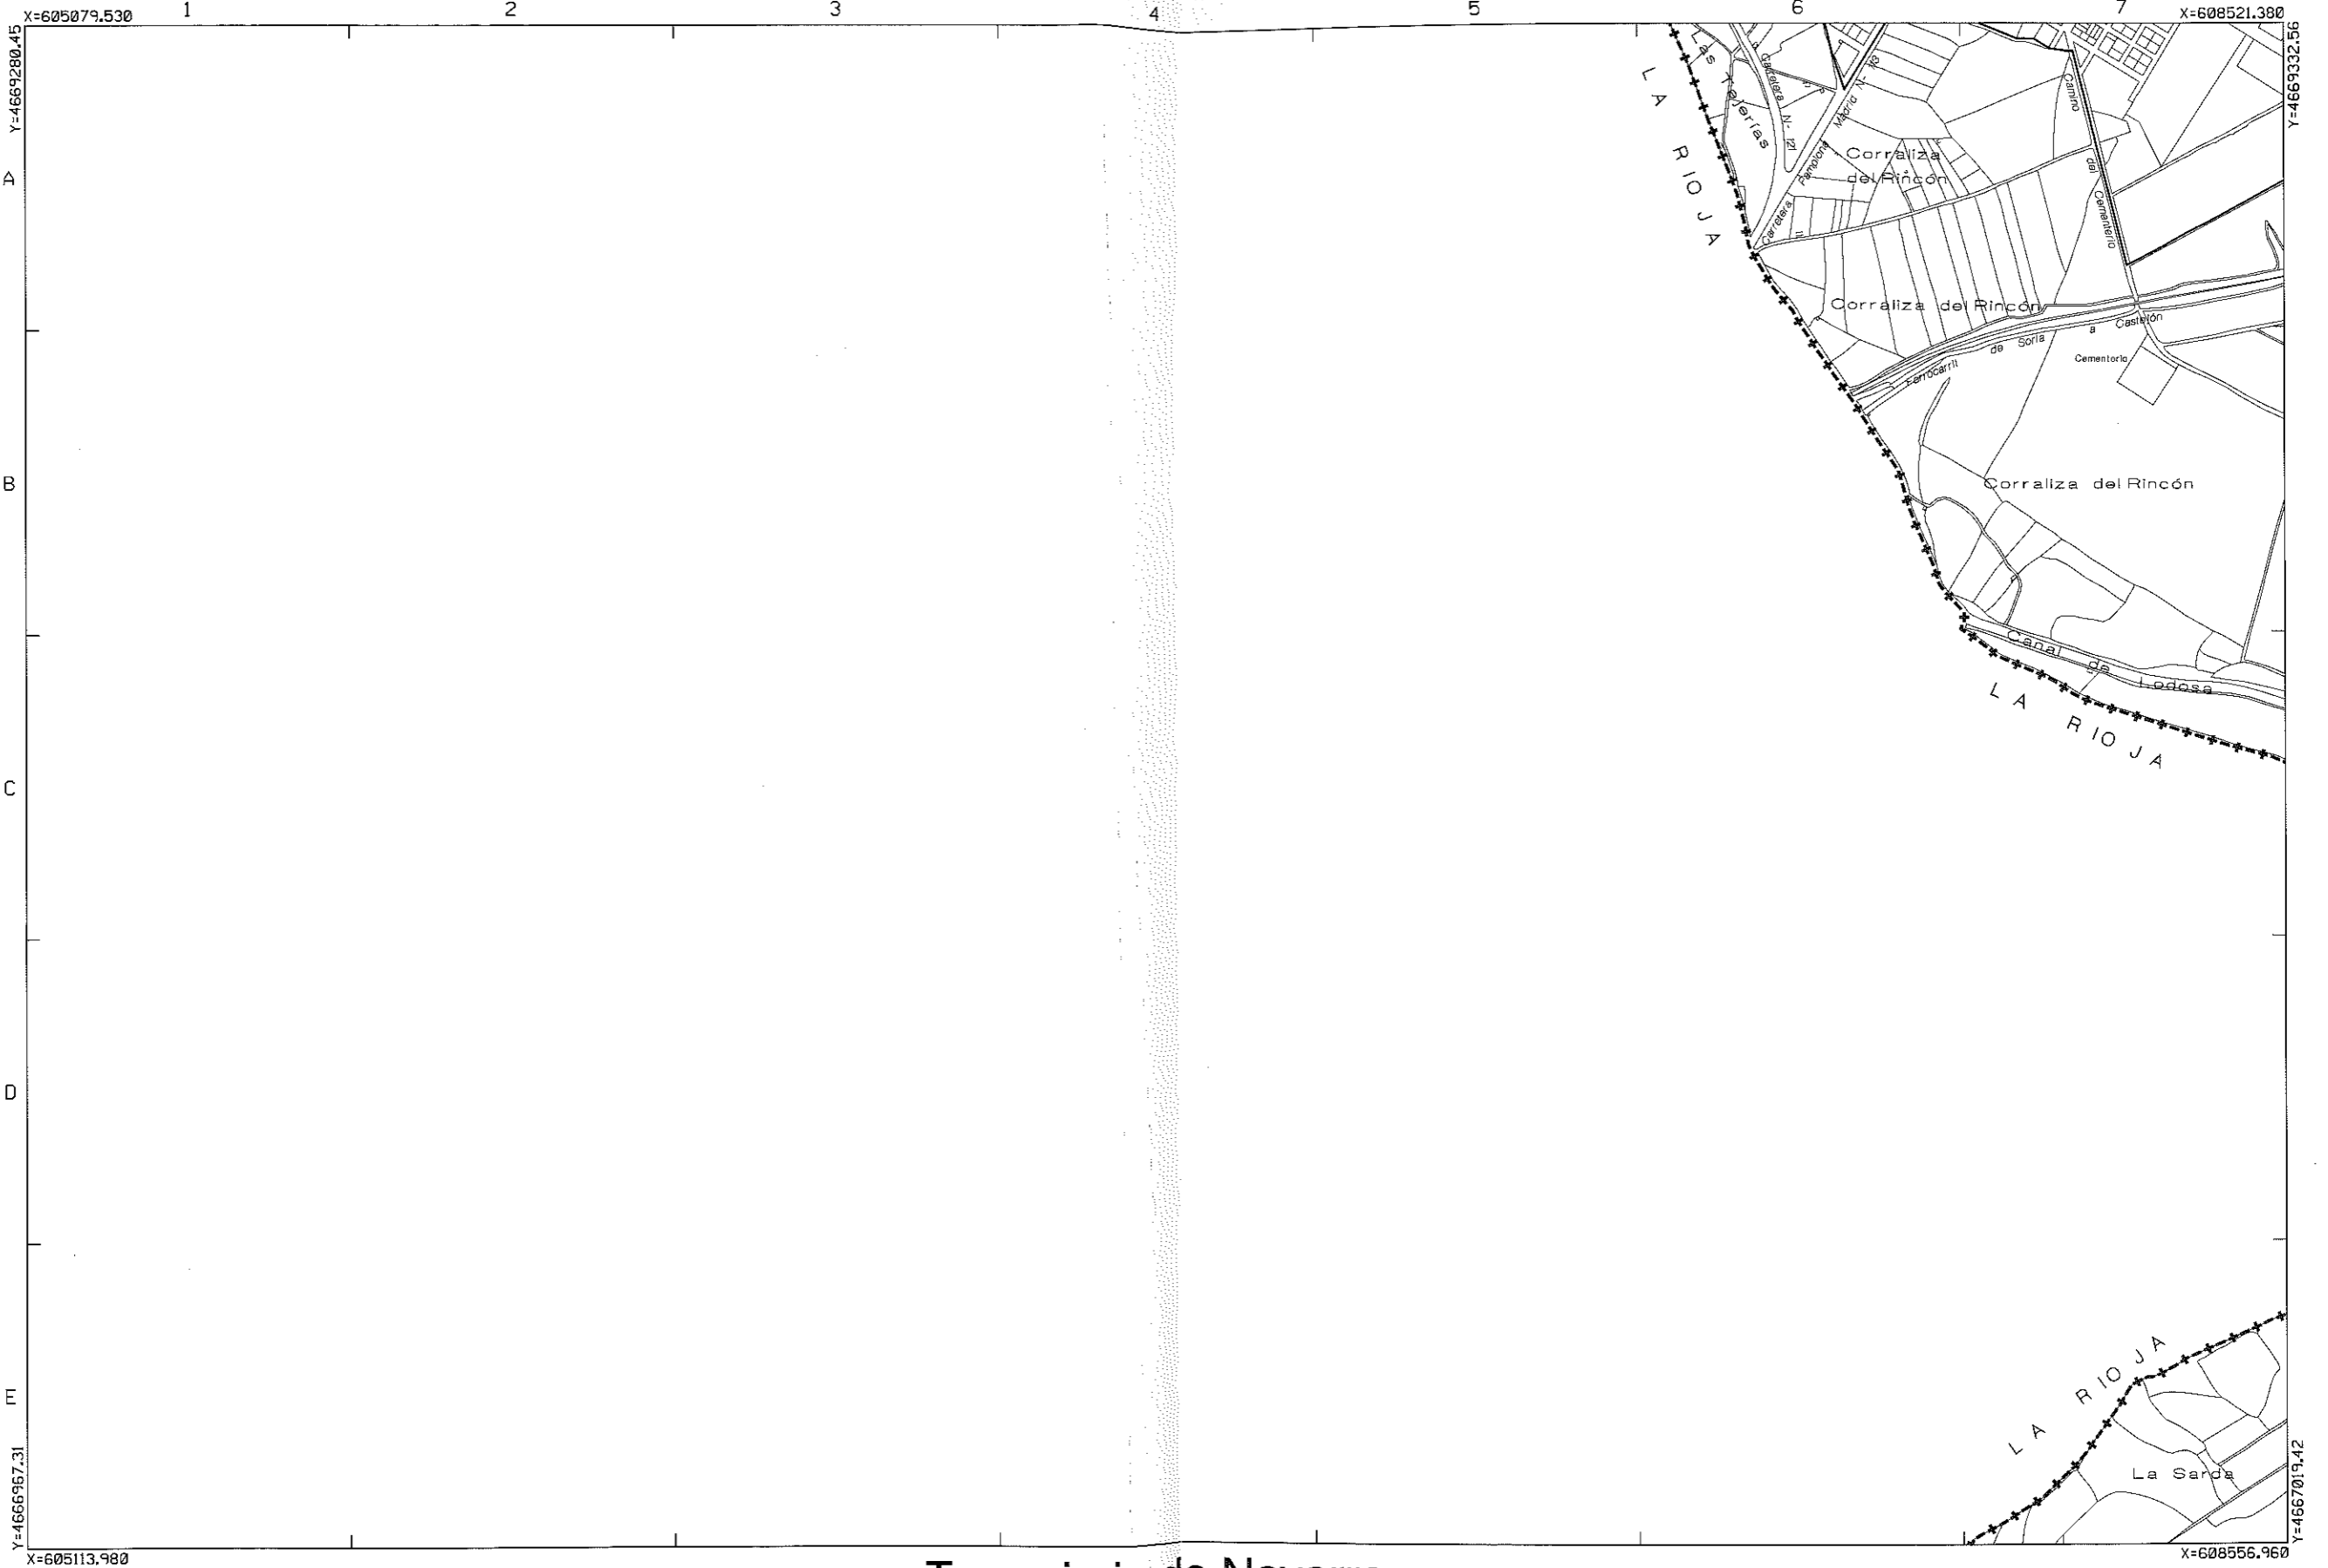 X=605079.530
1
2
3
4
5
6
7
X=608521.380
Y=4669280.45
Y=4669332.56
A
B
C
D
E
LA RIOJA
Las Tejerías
Carretera N- 121
Carretera Pamplona Madrid N-
Corraliza
del Rincón
Camino del Cementerio
Corraliza del Rincón
Ferrocarril de Soria a Castejón
Cementerio
Corraliza del Rincón
Canal de Lodosa
LA RIOJA
LA RIOJA
La Sarda
Y=4666967.31
Y=4667019.42
X=605113.980
X=608556.960